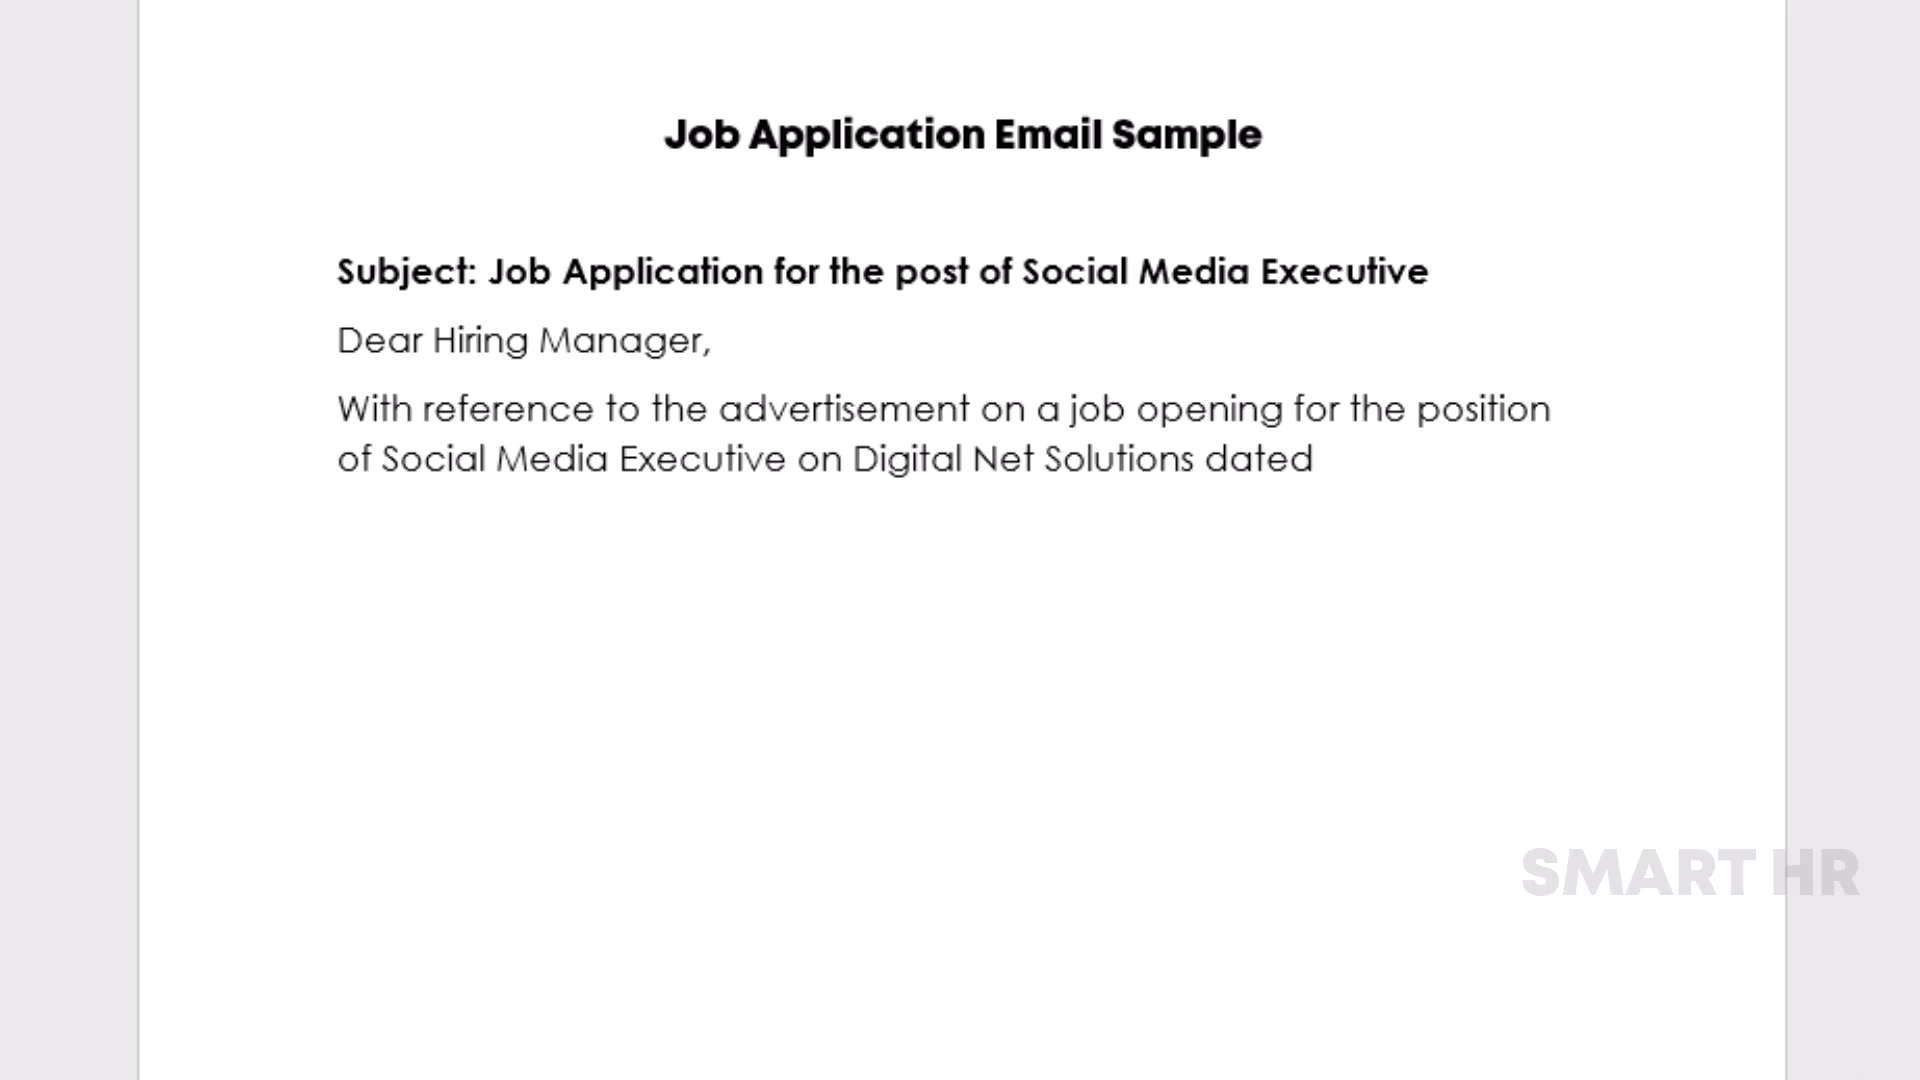 Job Application Email Sample
Subject: Job Application for the post of Social Media Executive
Dear Hiring Manager,
With reference to the advertisement on a job opening for the position
of Social Media Executive on Digital Net Solutions dated
SMART HR